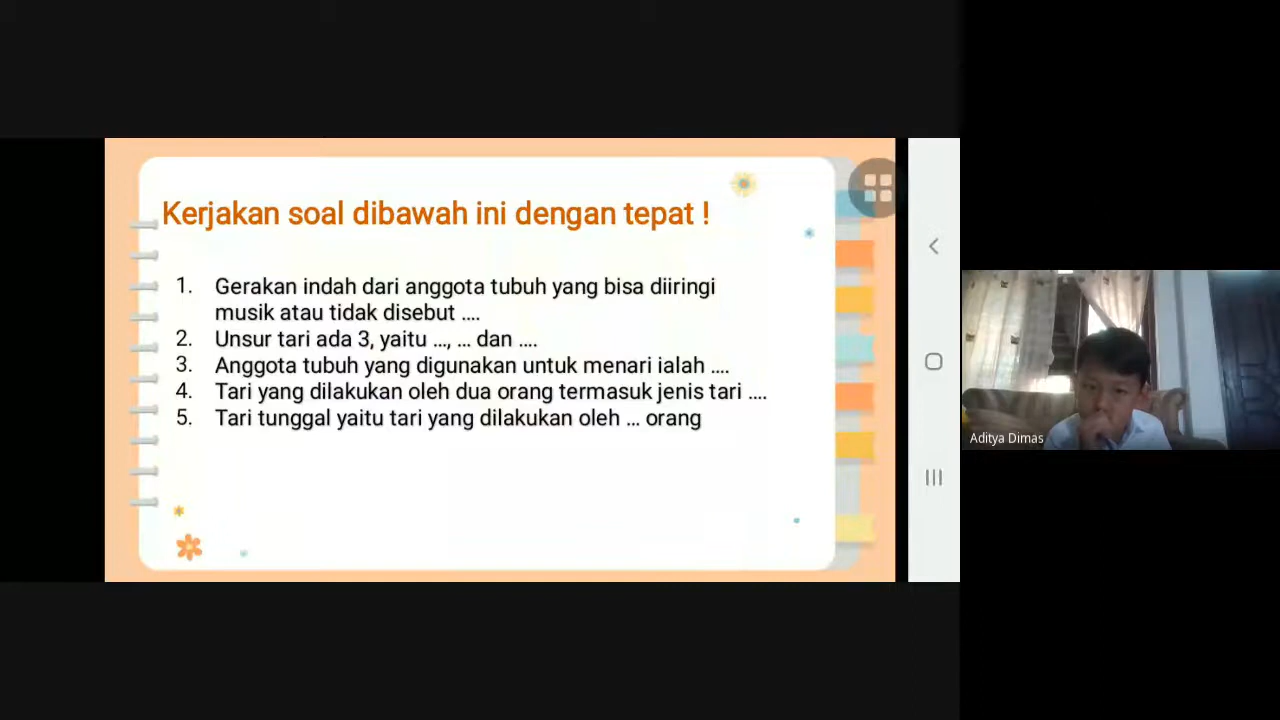 Kerjakan soal dibawah ini dengan tepat !
1. Gerakan indah dari anggota tubuh yang bisa diiringi
musik atau tidak disebut ....
2. Unsur tari ada 3, yaitu ..., ... dan ....
3. Anggota tubuh yang digunakan untuk menari ialah ....
4. Tari yang dilakukan oleh dua orang termasuk jenis tari ....
5. Tari tunggal yaitu tari yang dilakukan oleh ... orang
Aditya Dimas